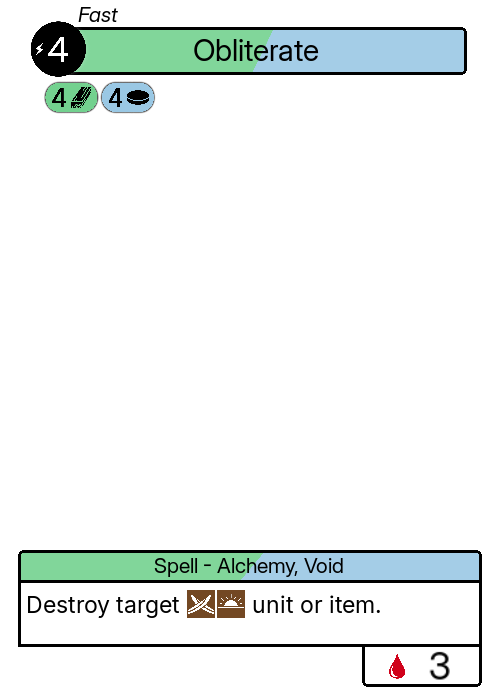 Fast
4 Obliterate
4 4
Spell - Alchemy, Void
Destroy target unit or item.
3